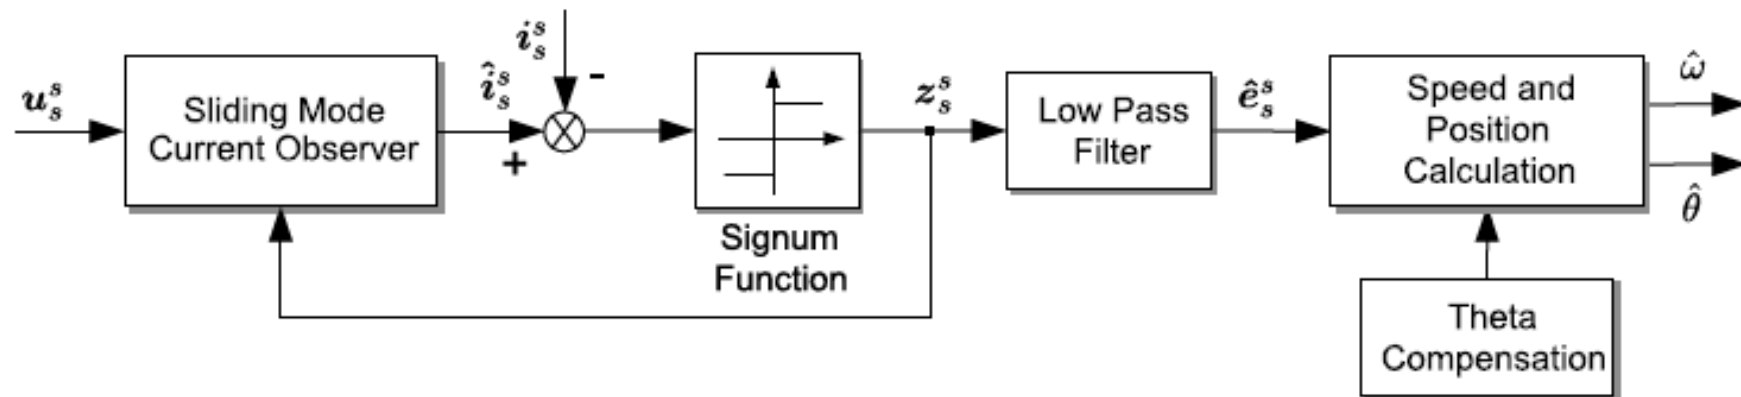 u_s^s
Sliding Mode
Current Observer
î_s^s
+
i_s^s
-
Signum
Function
z_s^s
Low Pass
Filter
ê_s^s
Speed and
Position
Calculation
ω̂
θ̂
Theta
Compensation